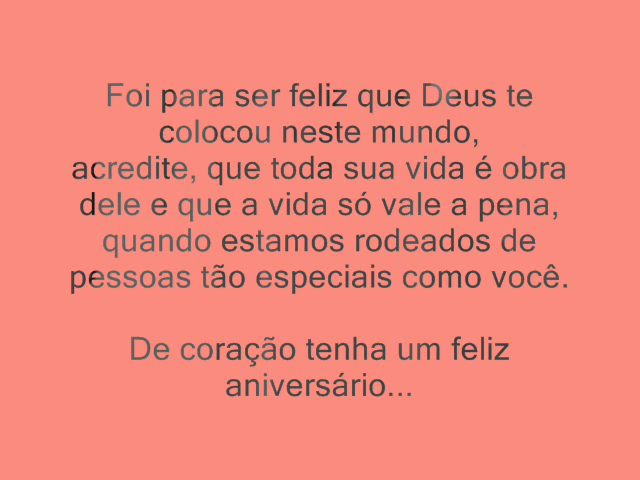 Foi para ser feliz que Deus te
colocou neste mundo,
acredite, que toda sua vida é obra
dele e que a vida só vale a pena,
quando estamos rodeados de
pessoas tão especiais como você.
De coração tenha um feliz
aniversário...